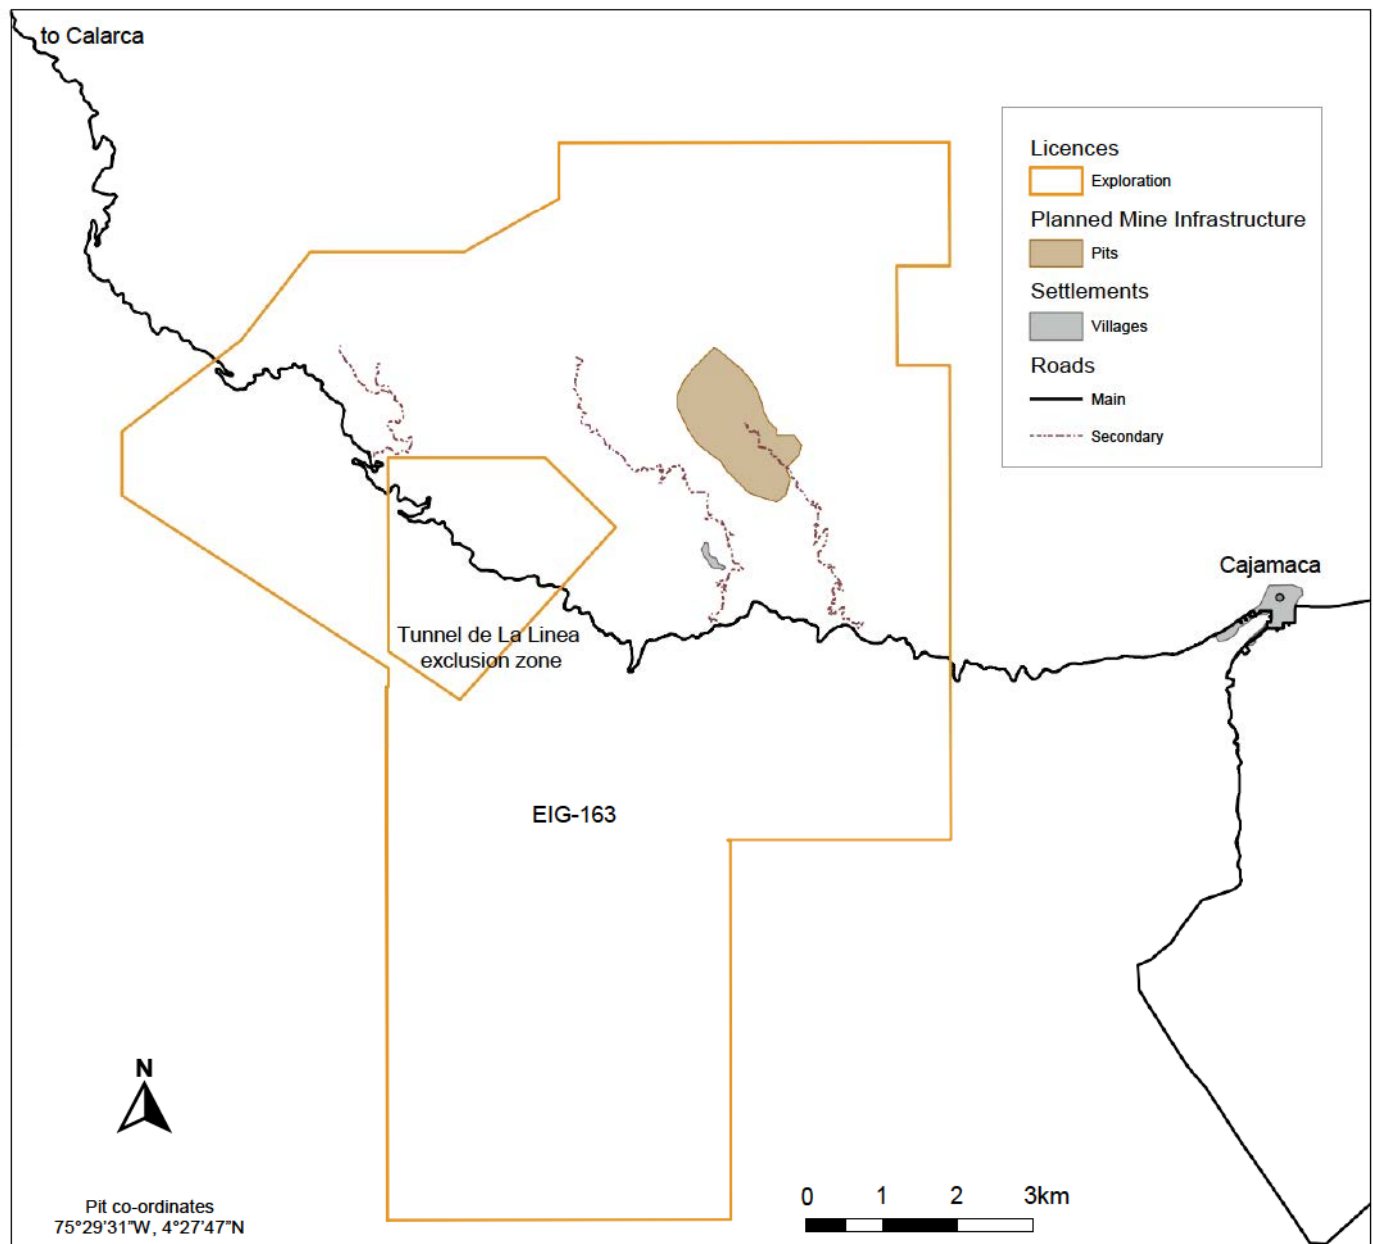 to Calarca
Licences
Exploration
Planned Mine Infrastructure
Pits
Settlements
Villages
Roads
Main
Secondary
Cajamaca
Tunnel de La Linea
exclusion zone
EIG-163
N
Pit co-ordinates
75°29'31"W, 4°27'47"N
0 1 2 3km